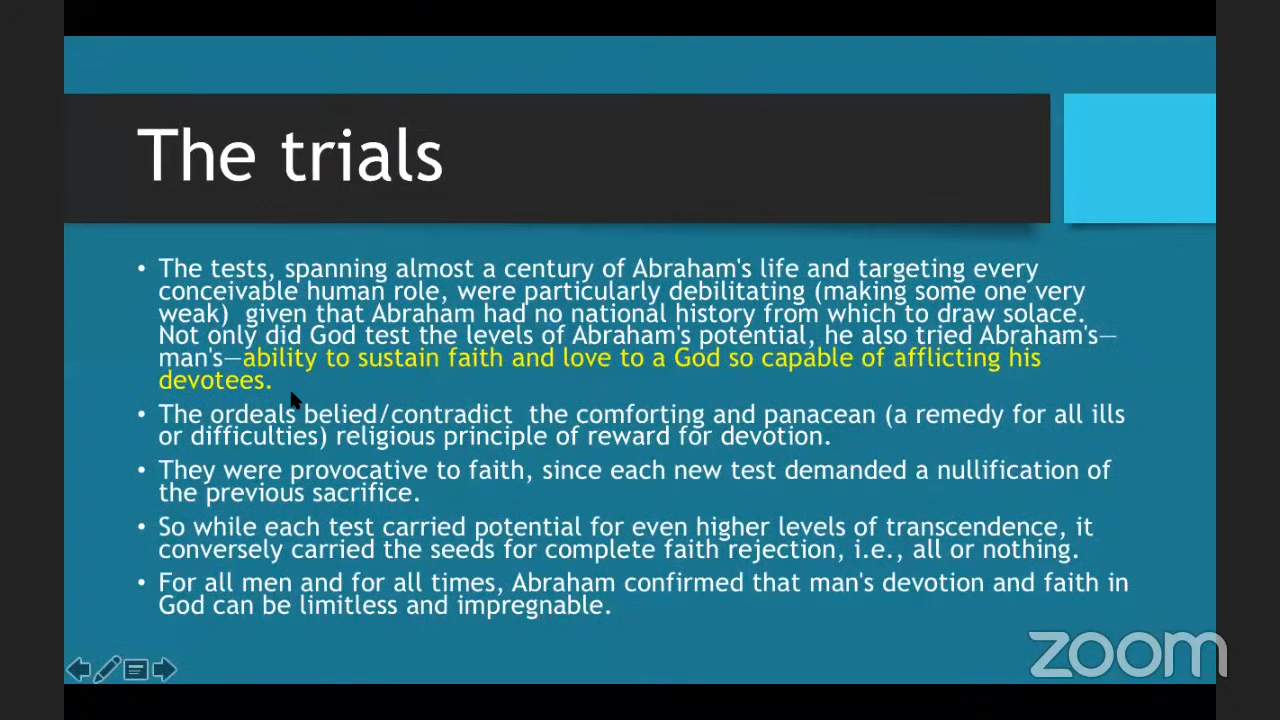 The trials
• The tests, spanning almost a century of Abraham's life and targeting every
conceivable human role, were particularly debilitating (making some one very
weak)  given that Abraham had no national history from which to draw solace.
Not only did God test the levels of Abraham's potential, he also tried Abraham's—
man's—ability to sustain faith and love to a God so capable of afflicting his
devotees.
• The ordeals belied/contradict  the comforting and panacean (a remedy for all ills
or difficulties) religious principle of reward for devotion.
• They were provocative to faith, since each new test demanded a nullification of
the previous sacrifice.
• So while each test carried potential for even higher levels of transcendence, it
conversely carried the seeds for complete faith rejection, i.e., all or nothing.
• For all men and for all times, Abraham confirmed that man's devotion and faith in
God can be limitless and impregnable.
zoom